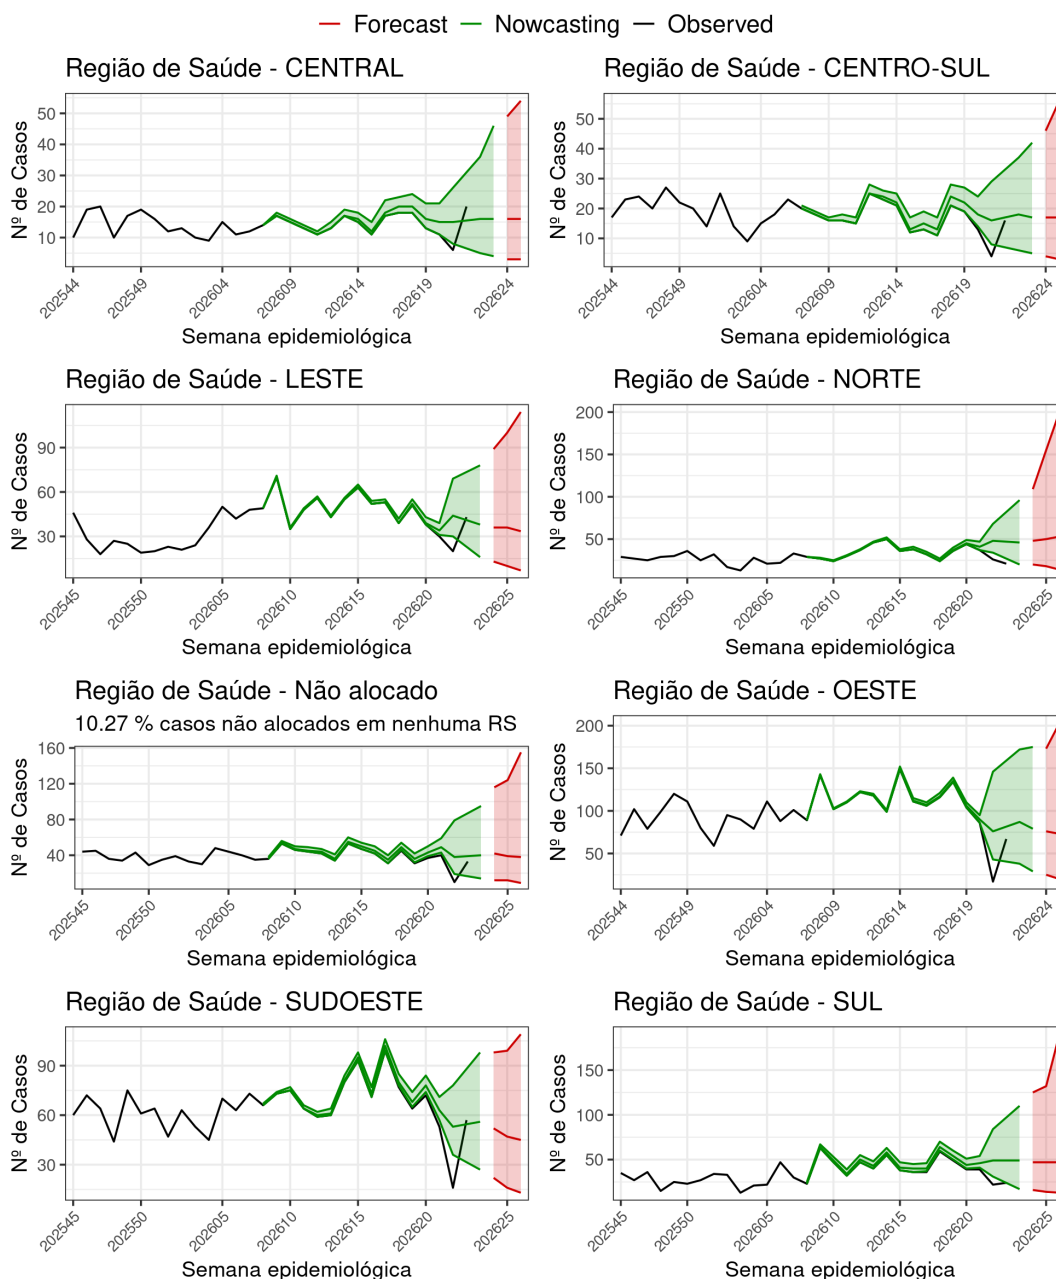 Forecast Nowcasting Observed
Região de Saúde - CENTRAL
Nº de Casos
50
40
30
20
10
202544 202549 202604 202609 202614 202619 202624
Semana epidemiológica
Região de Saúde - CENTRO-SUL
Nº de Casos
50
40
30
20
10
202544 202549 202604 202609 202614 202619 202624
Semana epidemiológica
Região de Saúde - LESTE
Nº de Casos
90
60
30
202545 202550 202605 202610 202615 202620 202625
Semana epidemiológica
Região de Saúde - NORTE
Nº de Casos
200
150
100
50
202545 202550 202605 202610 202615 202620 202625
Semana epidemiológica
Região de Saúde - Não alocado
10.27 % casos não alocados em nenhuma RS
Nº de Casos
160
120
80
40
202545 202550 202605 202610 202615 202620 202625
Semana epidemiológica
Região de Saúde - OESTE
Nº de Casos
200
150
100
50
202544 202549 202604 202609 202614 202619 202624
Semana epidemiológica
Região de Saúde - SUDOESTE
Nº de Casos
90
60
30
202545 202550 202605 202610 202615 202620 202625
Semana epidemiológica
Região de Saúde - SUL
Nº de Casos
150
100
50
202545 202550 202605 202610 202615 202620 202625
Semana epidemiológica